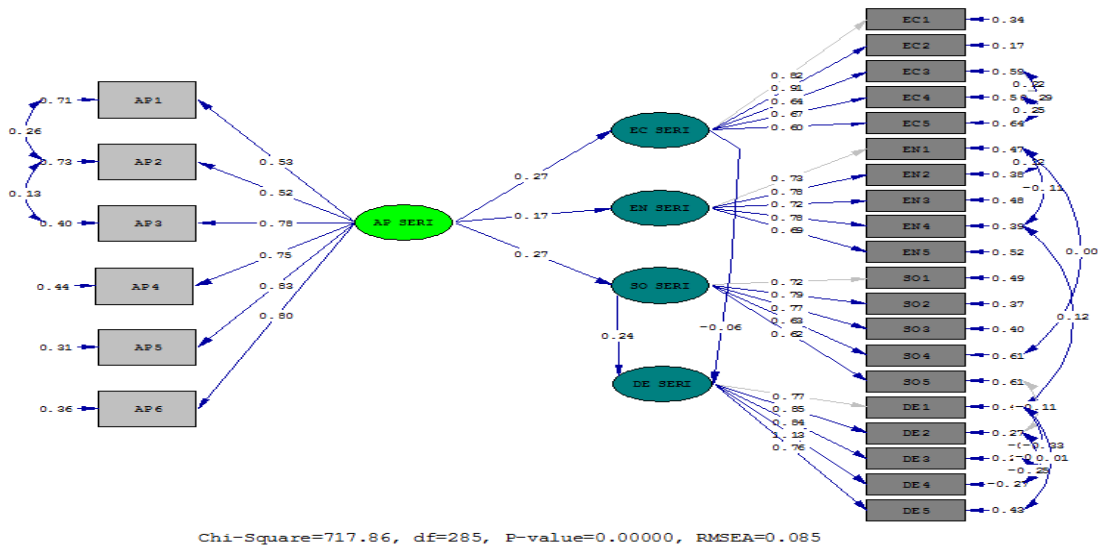 EC1 0.34
EC2 0.17
EC3 0.59
EC4
EC5 0.64
EN1 0.47
EN2 0.38
EN3 0.48
EN4 0.39
EN5 0.52
SO1 0.49
SO2 0.37
SO3 0.40
SO4 0.61
SO5 0.61
DE1
DE2 0.27
DE3
DE4 -0.27
DE5 0.43
0.22
0.29
0.25
-0.11
0.00
0.12
-0.11
0.01
0.71 AP1
0.73 AP2
0.40 AP3
0.44 AP4
0.31 AP5
0.36 AP6
0.26
0.13
0.53
0.52
0.78
0.75
0.83
0.80
AP SERI
0.27
0.17
0.27
EC SERI
EN SERI
SO SERI
DE SERI
0.24
-0.06
0.82
0.91
0.64
0.67
0.60
0.73
0.78
0.72
0.78
0.69
0.72
0.79
0.77
0.63
0.62
0.77
0.85
0.84
1.13
0.76
Chi-Square=717.86, df=285, P-value=0.00000, RMSEA=0.085